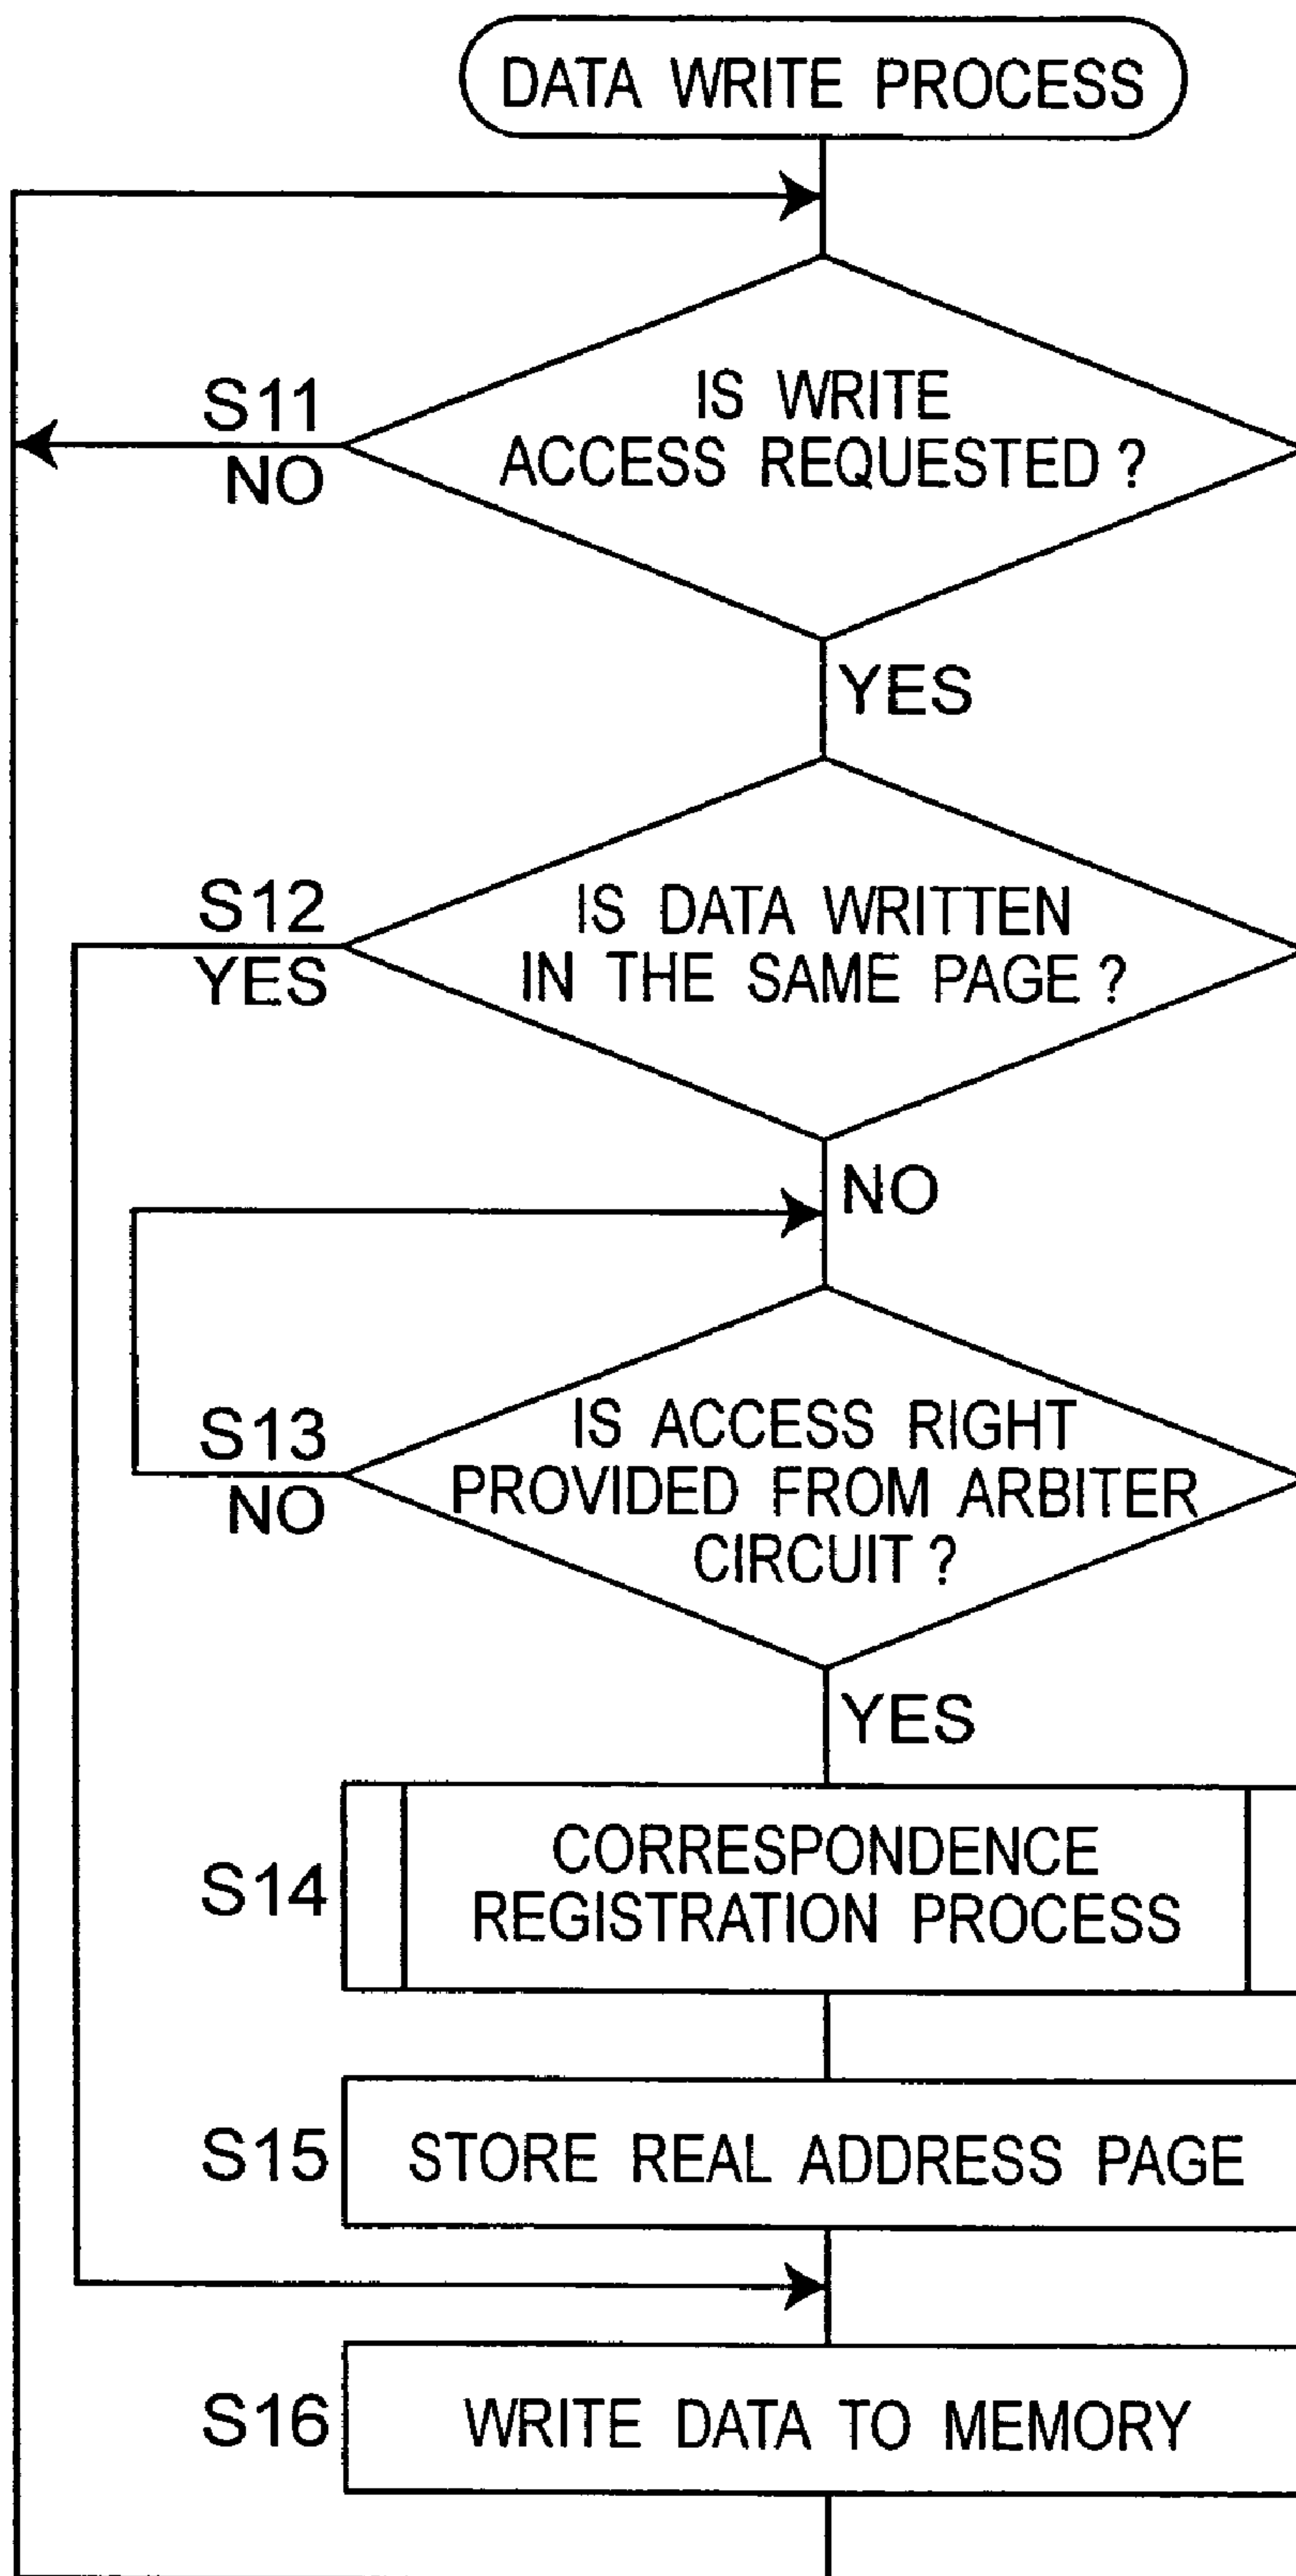 DATA WRITE PROCESS
S11
NO
IS WRITE
ACCESS REQUESTED ?
YES
S12
YES
IS DATA WRITTEN
IN THE SAME PAGE ?
NO
S13
NO
IS ACCESS RIGHT
PROVIDED FROM ARBITER
CIRCUIT ?
YES
S14
CORRESPONDENCE
REGISTRATION PROCESS
S15
STORE REAL ADDRESS PAGE
S16
WRITE DATA TO MEMORY